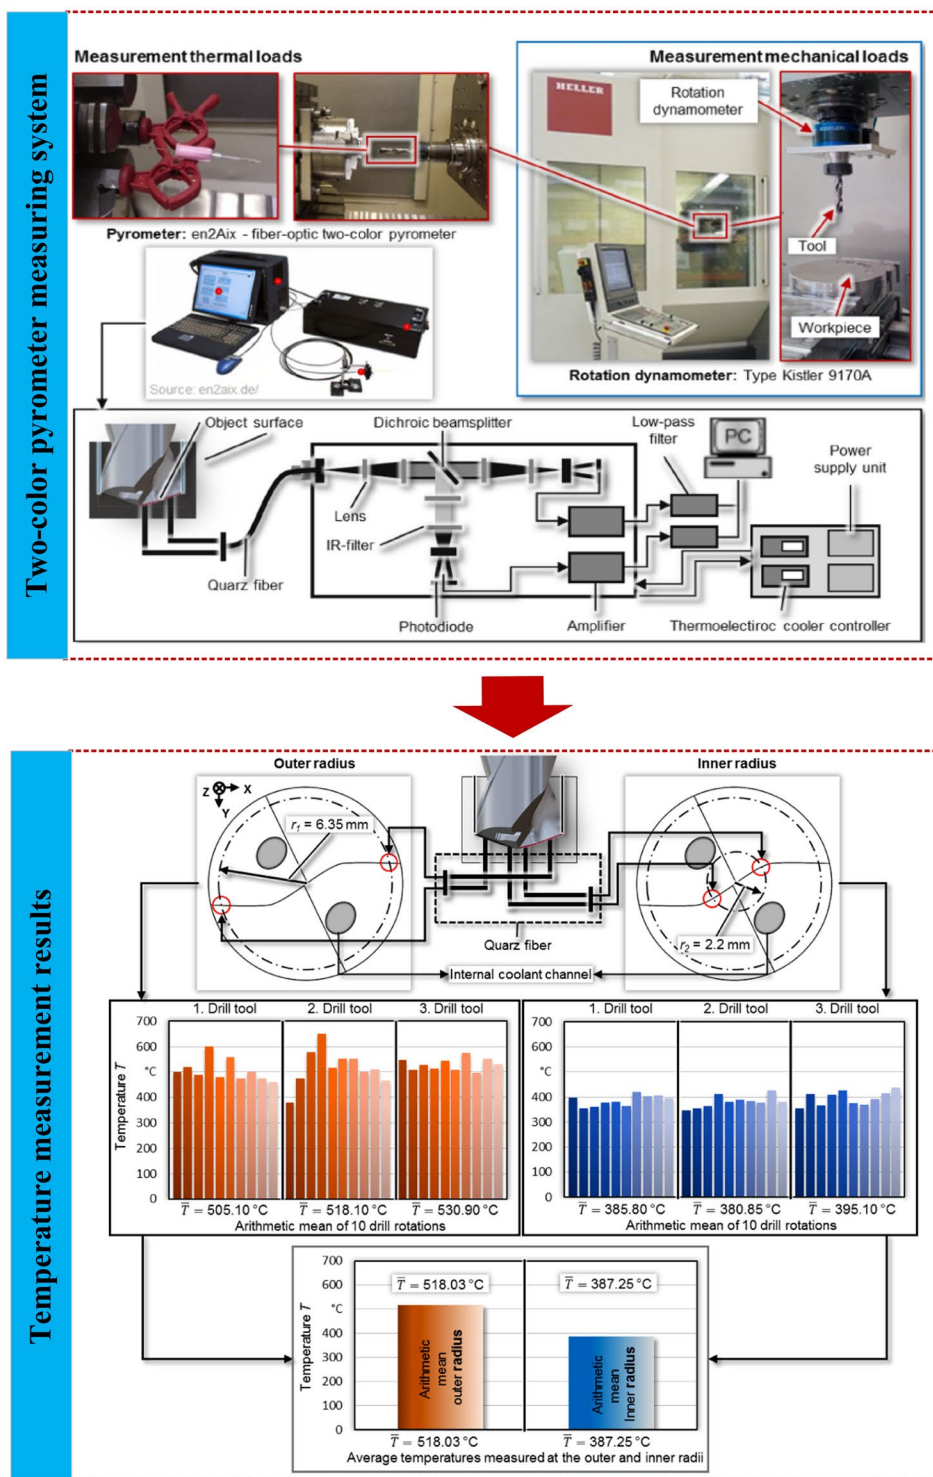 Two-color pyrometer measuring system
Measurement thermal loads
Measurement mechanical loads
HELLER
Rotation
dynamometer
Tool
Workpiece
Pyrometer: en2Aix - fiber-optic two-color pyrometer
Source: en2aix.de/
Rotation dynamometer: Type Kistler 9170A
Object surface
Dichroic beamsplitter
Low-pass
filter
PC
Power
supply unit
Lens
IR-filter
Quarz fiber
Photodiode
Amplifier
Thermoelectiroc cooler controller
Temperature measurement results
Outer radius
Inner radius
Z X
Y
r1 = 6.35 mm
r2 = 2.2 mm
Quarz fiber
Internal coolant channel
1. Drill tool 2. Drill tool 3. Drill tool
700
600
°C
400
300
200
100
0
Temperature T
T̅ = 505.10 °C T̅ = 518.10 °C T̅ = 530.90 °C
Arithmetic mean of 10 drill rotations
1. Drill tool 2. Drill tool 3. Drill tool
700
600
°C
400
300
200
100
0
T̅ = 385.80 °C T̅ = 380.85 °C T̅ = 395.10 °C
Arithmetic mean of 10 drill rotations
700
600
°C
400
300
200
100
0
Temperature T
T̅ = 518.03 °C
T̅ = 387.25 °C
Arithmetic
mean
outer radius
Arithmetic
mean
Inner radius
T̅ = 518.03 °C T̅ = 387.25 °C
Average temperatures measured at the outer and inner radii